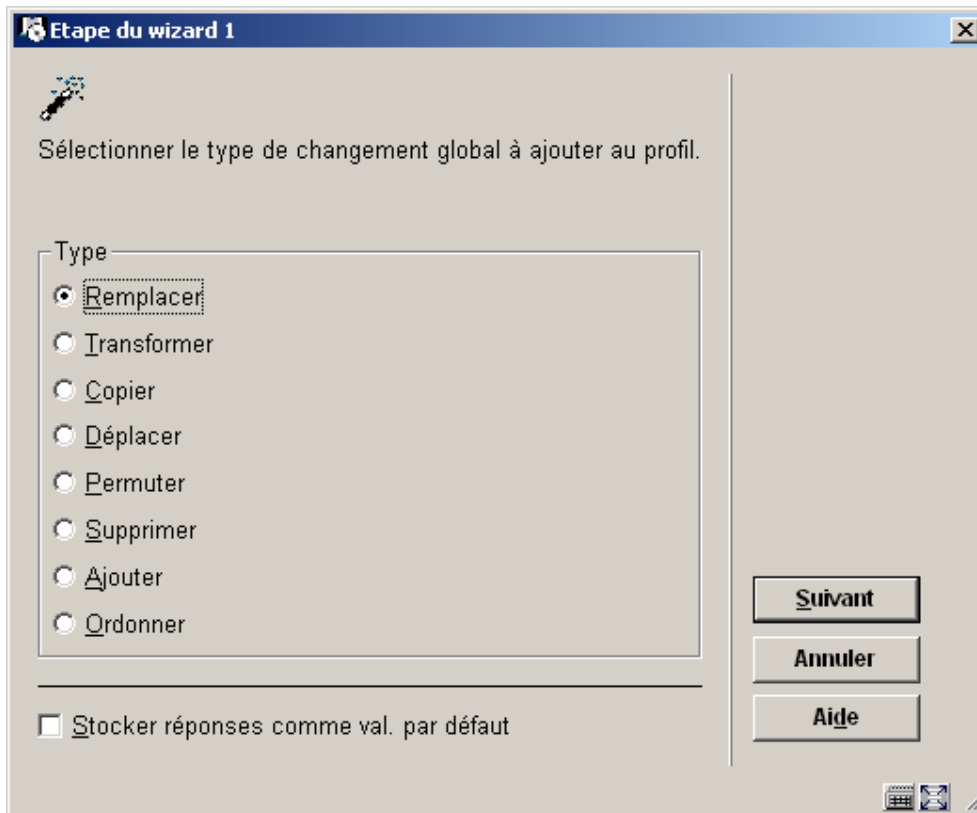 Etape du wizard 1
Sélectionner le type de changement global à ajouter au profil.
Type
Remplacer
Transformer
Copier
Déplacer
Permuter
Supprimer
Ajouter
Ordonner
Stocker réponses comme val. par défaut
Suivant
Annuler
Aide